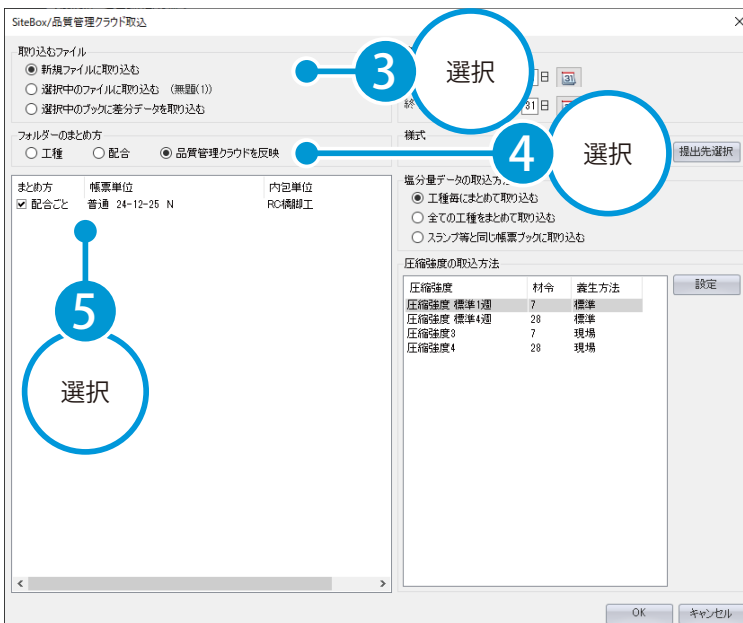 SiteBox/品質管理クラウド取込
取り込むファイル
新規ファイルに取り込む
選択中のファイルに取り込む (無題(1))
選択中のブックに差分データを取り込む
3
選択
日 31
終
31 日
フォルダーのまとめ方
工種 配合 品質管理クラウドを反映
4
選択
様式
提出先選択
まとめ方 帳票単位 内包単位
配合ごと 普通 24-12-25 N RC橋脚工
5
選択
塩分量データの取込方法
工種毎にまとめて取り込む
全ての工種をまとめて取り込む
スランプ等と同じ帳票ブックに取り込む
圧縮強度の取込方法
圧縮強度 材令 養生方法
圧縮強度 標準1週 7 標準
圧縮強度 標準4週 28 標準
圧縮強度3 7 現場
圧縮強度4 28 現場
設定
OK キャンセル